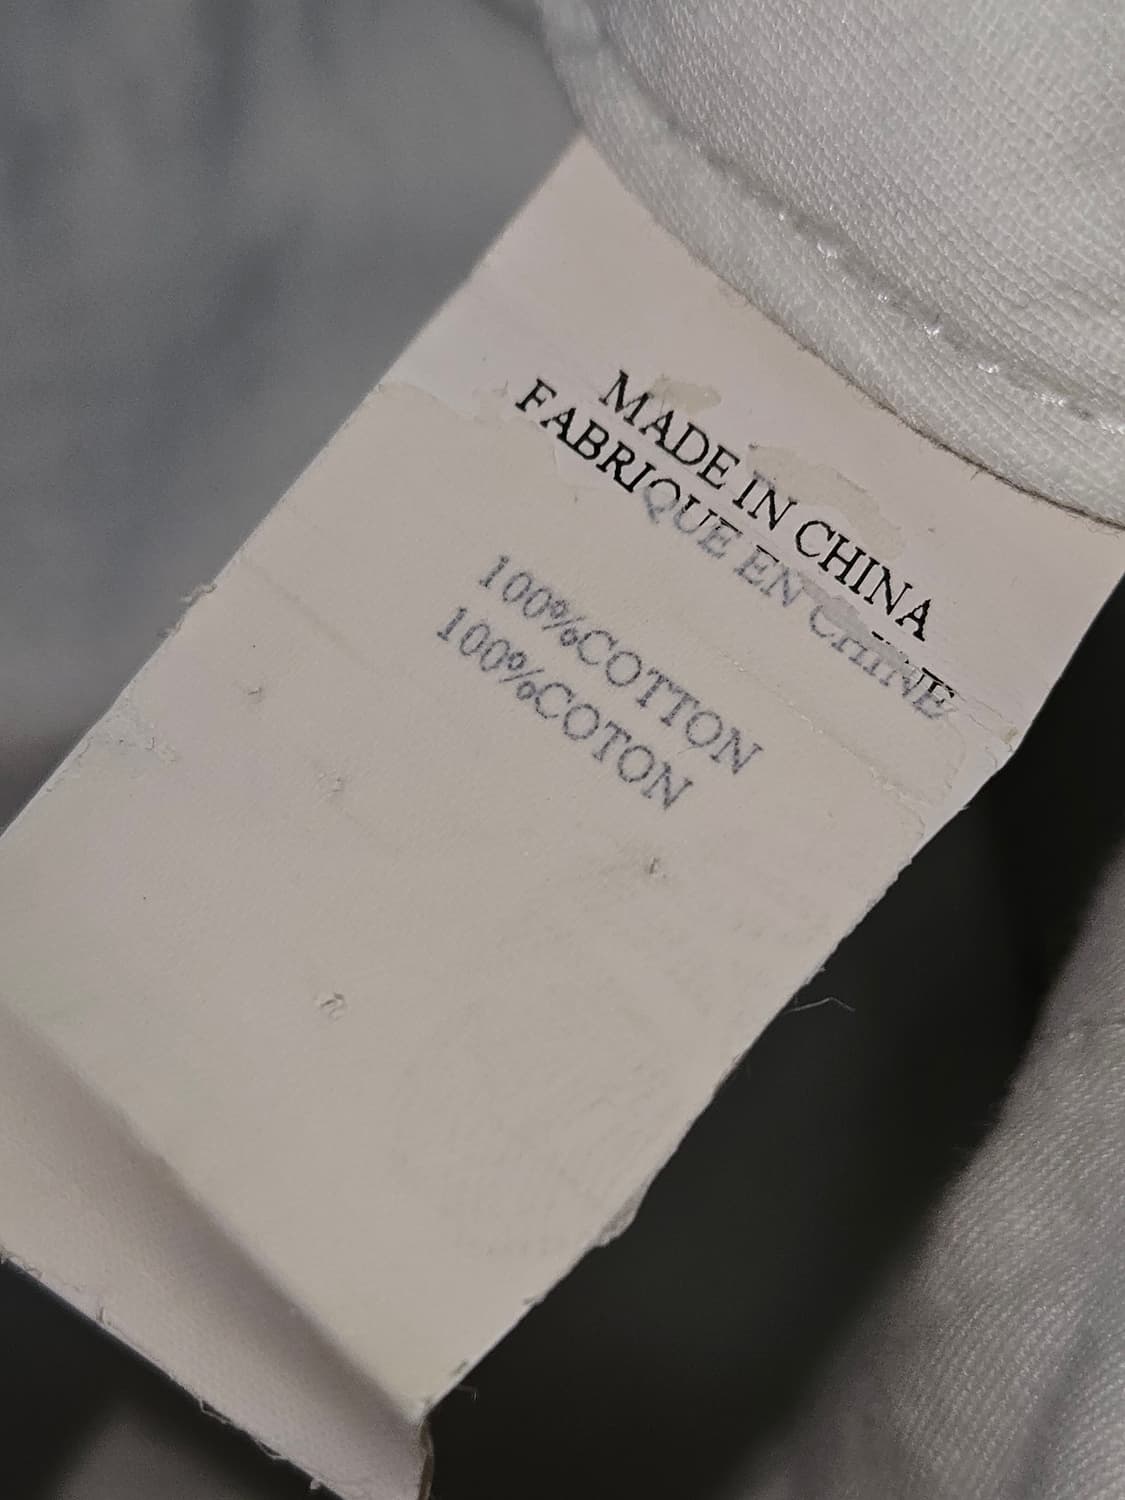 MADE IN CHINA
FABRIQUE EN CHINE
100%COTTON
100%COTON